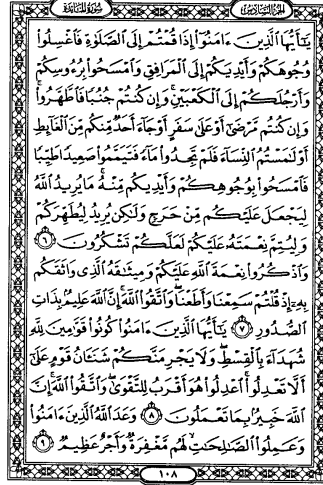 الجزء السادس سورة المائدة
يَٰٓأَيُّهَا ٱلَّذِينَ ءَامَنُوٓا۟ إِذَا قُمْتُمْ إِلَى ٱلصَّلَوٰةِ فَٱغْسِلُوا۟
وُجُوهَكُمْ وَأَيْدِيَكُمْ إِلَى ٱلْمَرَافِقِ وَٱمْسَحُوا۟ بِرُءُوسِكُمْ
وَأَرْجُلَكُمْ إِلَى ٱلْكَعْبَيْنِ ۚ وَإِن كُنتُمْ جُنُبًا فَٱطَّهَّرُوا۟ ۚ
وَإِن كُنتُم مَّرْضَىٰٓ أَوْ عَلَىٰ سَفَرٍ أَوْ جَآءَ أَحَدٌ مِّنكُم مِّنَ ٱلْغَآئِطِ
أَوْ لَٰمَسْتُمُ ٱلنِّسَآءَ فَلَمْ تَجِدُوا۟ مَآءً فَتَيَمَّمُوا۟ صَعِيدًا طَيِّبًا
فَٱمْسَحُوا۟ بِوُجُوهِكُمْ وَأَيْدِيكُم مِّنْهُ ۚ مَا يُرِيدُ ٱللَّهُ
لِيَجْعَلَ عَلَيْكُم مِّنْ حَرَجٍ وَلَٰكِن يُرِيدُ لِيُطَهِّرَكُمْ
وَلِيُتِمَّ نِعْمَتَهُۥ عَلَيْكُمْ لَعَلَّكُمْ تَشْكُرُونَ ٦
وَٱذْكُرُوا۟ نِعْمَةَ ٱللَّهِ عَلَيْكُمْ وَمِيثَٰقَهُ ٱلَّذِى وَاثَقَكُم
بِهِۦٓ إِذْ قُلْتُمْ سَمِعْنَا وَأَطَعْنَا ۖ وَٱتَّقُوا۟ ٱللَّهَ ۚ إِنَّ ٱللَّهَ عَلِيمٌۢ بِذَاتِ
ٱلصُّدُورِ ٧ يَٰٓأَيُّهَا ٱلَّذِينَ ءَامَنُوا۟ كُونُوا۟ قَوَّٰمِينَ لِلَّهِ
شُهَدَآءَ بِٱلْقِسْطِ ۖ وَلَا يَجْرِمَنَّكُمْ شَنَـَٔانُ قَوْمٍ عَلَىٰٓ
أَلَّا تَعْدِلُوا۟ ۚ ٱعْدِلُوا۟ هُوَ أَقْرَبُ لِلتَّقْوَىٰ ۖ وَٱتَّقُوا۟ ٱللَّهَ ۚ إِنَّ
ٱللَّهَ خَبِيرٌۢ بِمَا تَعْمَلُونَ ٨ وَعَدَ ٱللَّهُ ٱلَّذِينَ ءَامَنُوا۟
وَعَمِلُوا۟ ٱلصَّٰلِحَٰتِ ۙ لَهُم مَّغْفِرَةٌ وَأَجْرٌ عَظِيمٌ ٩
١٠٨